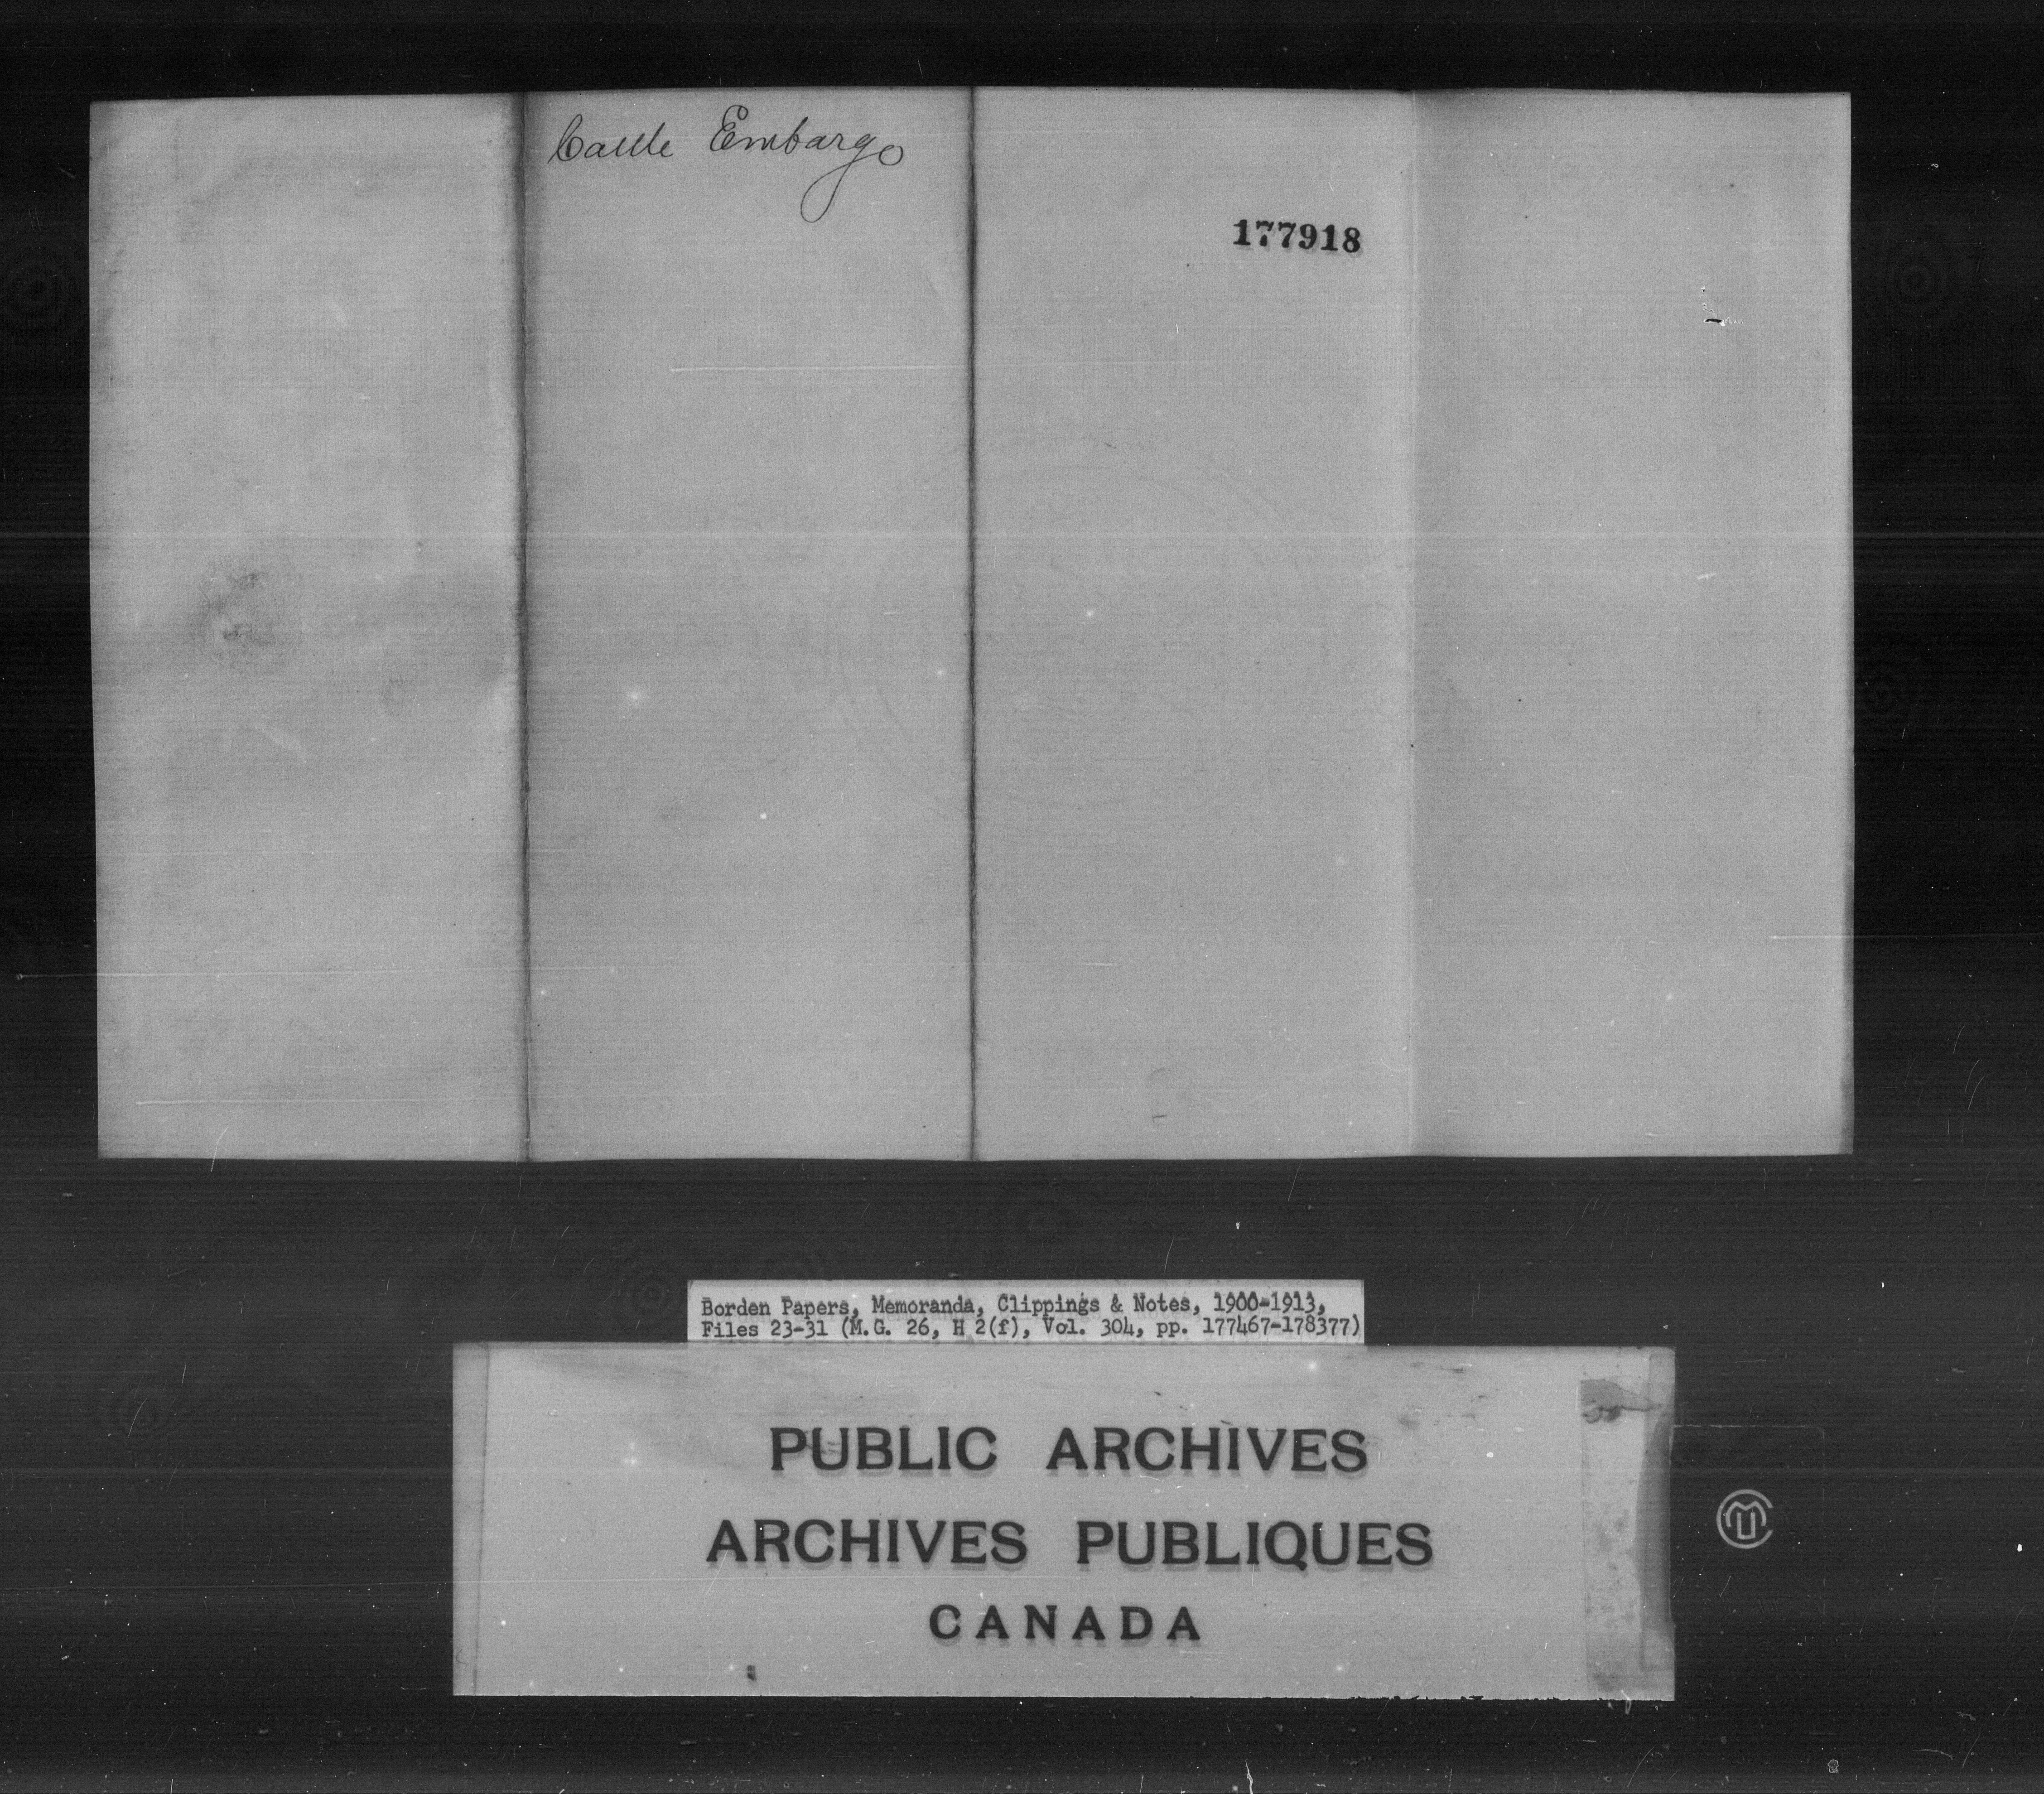 Cattle Embargo
177918
Borden Papers, Memoranda, Clippings & Notes, 1900-1913,
Files 23-31 (M.G. 26, H 2(f), Vol. 304, pp. 177467-178377)
PUBLIC ARCHIVES
ARCHIVES PUBLIQUES
CANADA